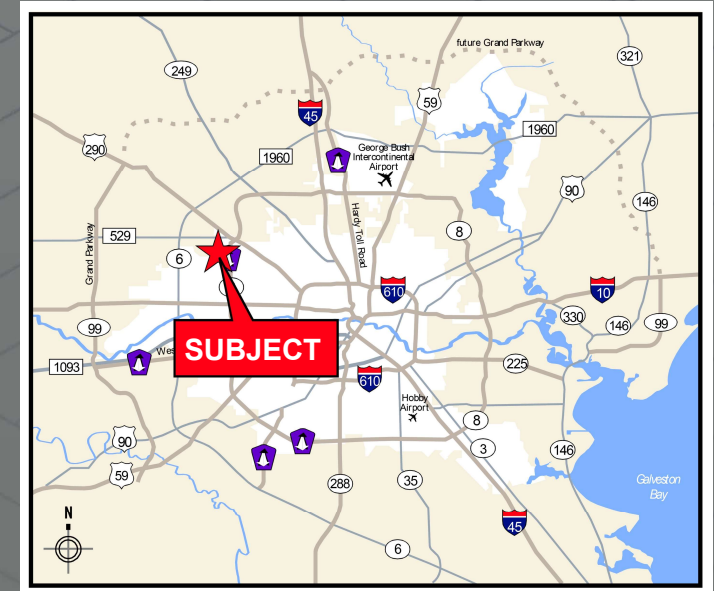 future Grand Parkway
321
249
59
45
290
1960
1960
George Bush
Intercontinental
Airport
90
146
Hardy Toll Road
529
Grand Parkway
6
8
610
10
99
330
146
99
SUBJECT
Wes
1093
225
610
Hobby
Airport
90
8
59
3
146
288
35
Galveston
Bay
N
45
6